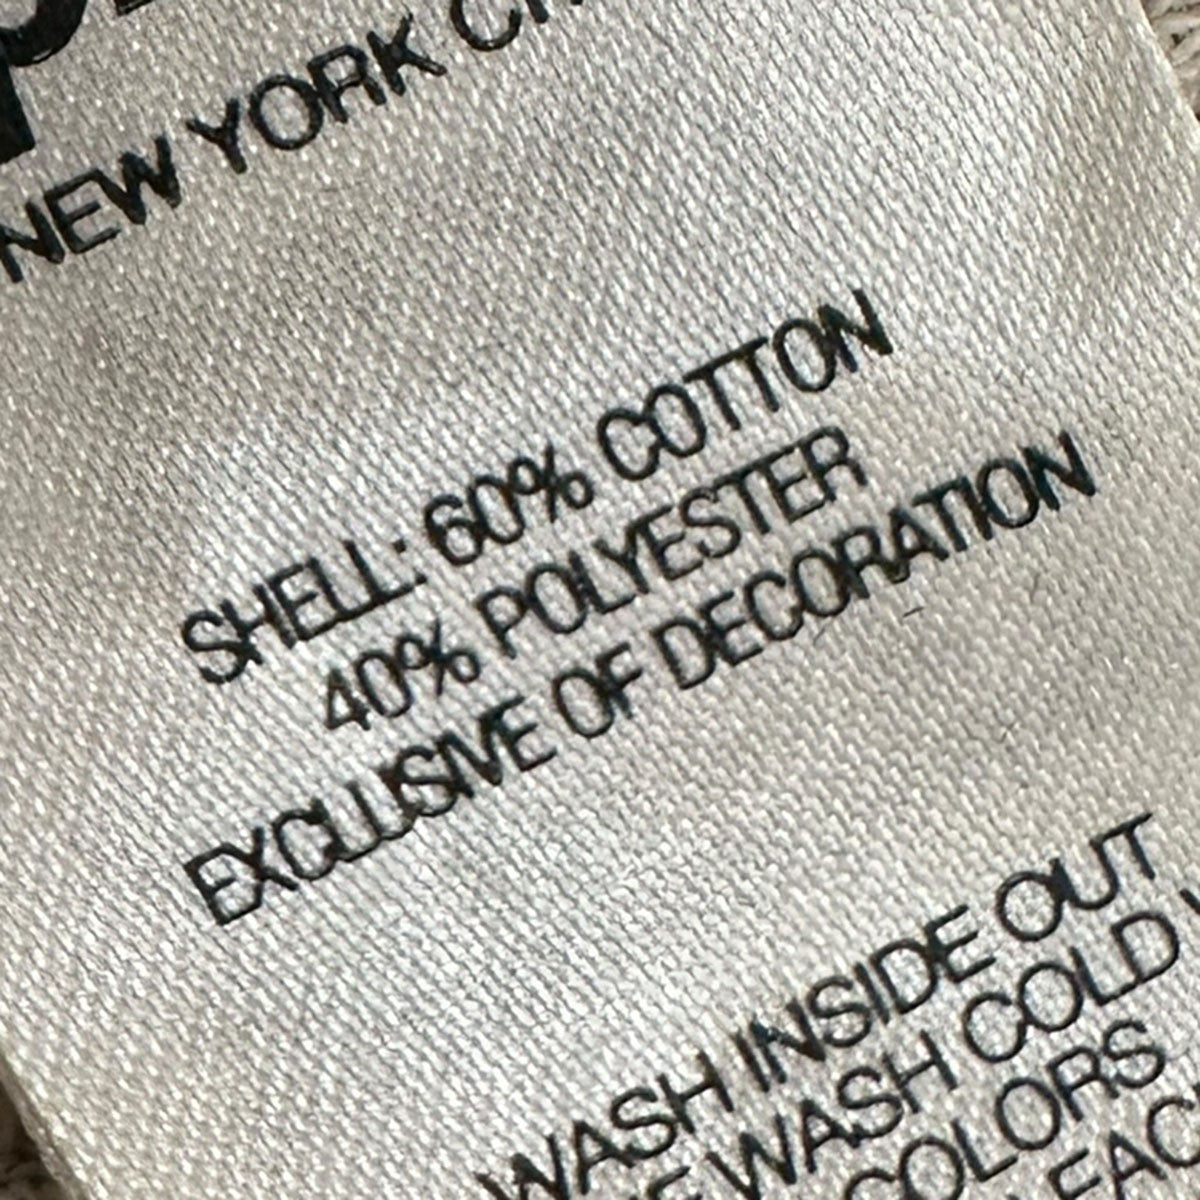 NEW YORK
SHELL: 60% COTTON
40% POLYESTER
EXCLUSIVE OF DECORATION
WASH INSIDE OUT
WASH COLD
COLORS